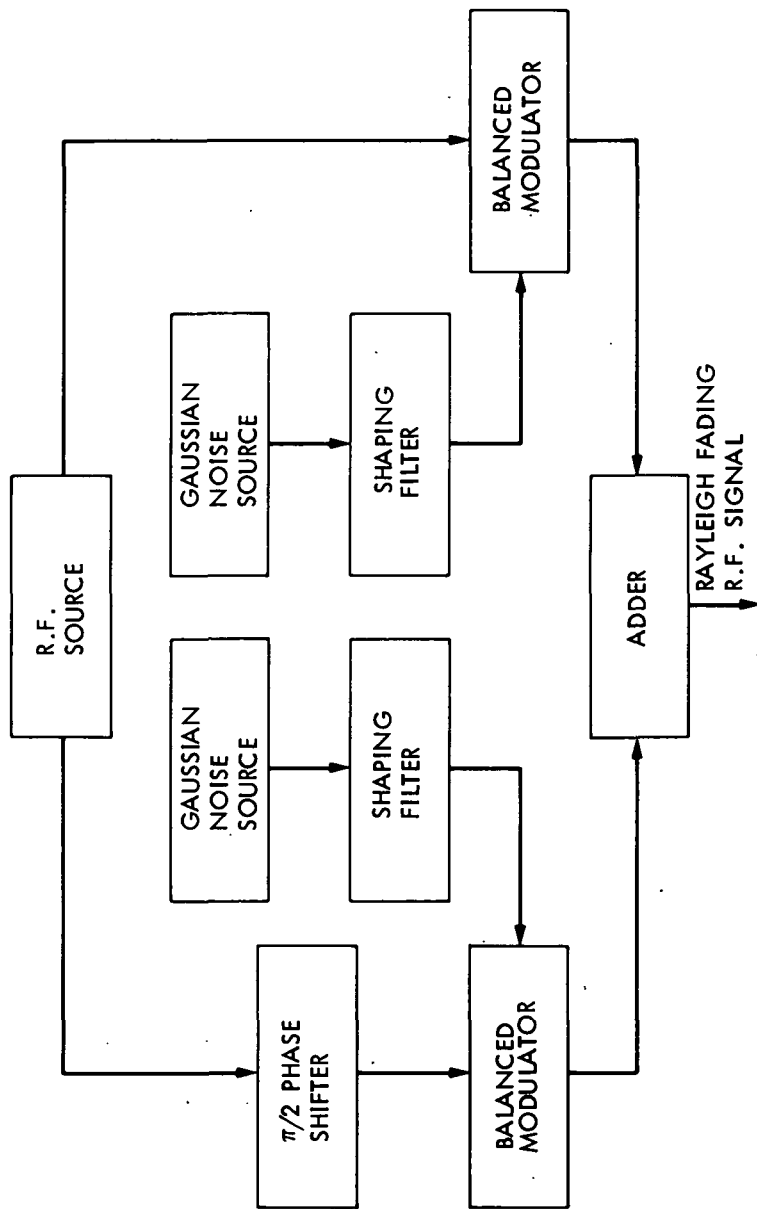 R.F.
SOURCE
GAUSSIAN
NOISE
SOURCE
GAUSSIAN
NOISE
SOURCE
π/2 PHASE
SHIFTER
SHAPING
FILTER
SHAPING
FILTER
BALANCED
MODULATOR
BALANCED
MODULATOR
ADDER
RAYLEIGH FADING
R.F. SIGNAL